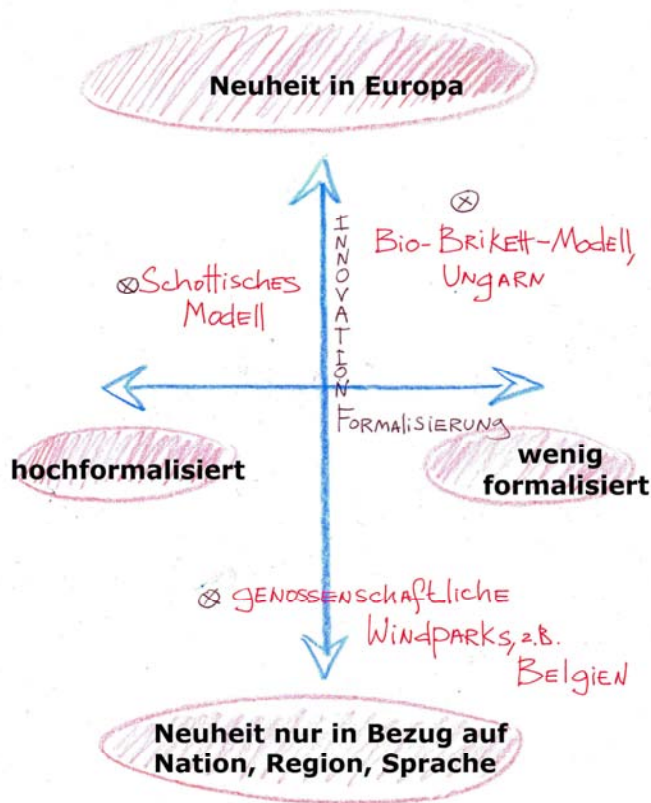 Neuheit in Europa
INNOVATION
Bio-Brikett-Modell,
Ungarn
Schottisches
Modell
Formalisierung
hochformalisiert
wenig
formalisiert
genossenschaftliche
Windparks, z.B.
Belgien
Neuheit nur in Bezug auf
Nation, Region, Sprache